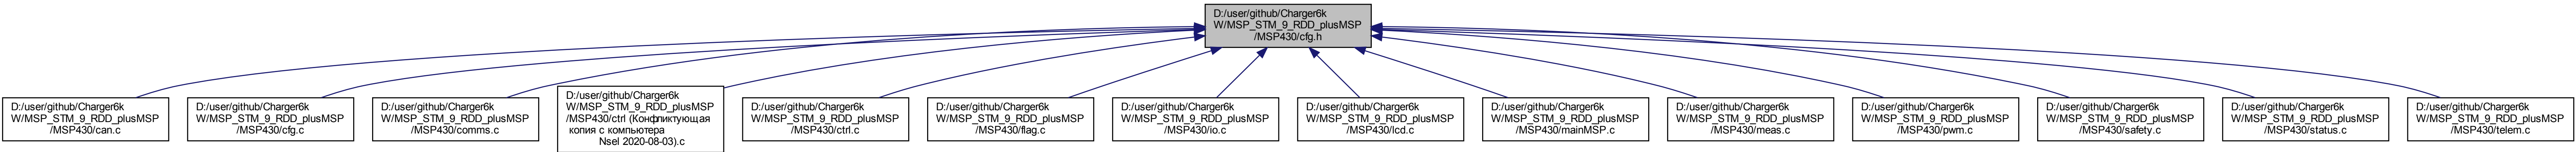 D:/user/github/Charger6k
W/MSP_STM_9_RDD_plusMSP
/MSP430/cfg.h
D:/user/github/Charger6k
W/MSP_STM_9_RDD_plusMSP
/MSP430/can.c
D:/user/github/Charger6k
W/MSP_STM_9_RDD_plusMSP
/MSP430/cfg.c
D:/user/github/Charger6k
W/MSP_STM_9_RDD_plusMSP
/MSP430/comms.c
D:/user/github/Charger6k
W/MSP_STM_9_RDD_plusMSP
/MSP430/ctrl (Конфликтующая
копия с компьютера
Nsel 2020-08-03).c
D:/user/github/Charger6k
W/MSP_STM_9_RDD_plusMSP
/MSP430/ctrl.c
D:/user/github/Charger6k
W/MSP_STM_9_RDD_plusMSP
/MSP430/flag.c
D:/user/github/Charger6k
W/MSP_STM_9_RDD_plusMSP
/MSP430/io.c
D:/user/github/Charger6k
W/MSP_STM_9_RDD_plusMSP
/MSP430/lcd.c
D:/user/github/Charger6k
W/MSP_STM_9_RDD_plusMSP
/MSP430/mainMSP.c
D:/user/github/Charger6k
W/MSP_STM_9_RDD_plusMSP
/MSP430/meas.c
D:/user/github/Charger6k
W/MSP_STM_9_RDD_plusMSP
/MSP430/pwm.c
D:/user/github/Charger6k
W/MSP_STM_9_RDD_plusMSP
/MSP430/safety.c
D:/user/github/Charger6k
W/MSP_STM_9_RDD_plusMSP
/MSP430/status.c
D:/user/github/Charger6k
W/MSP_STM_9_RDD_plusMSP
/MSP430/telem.c